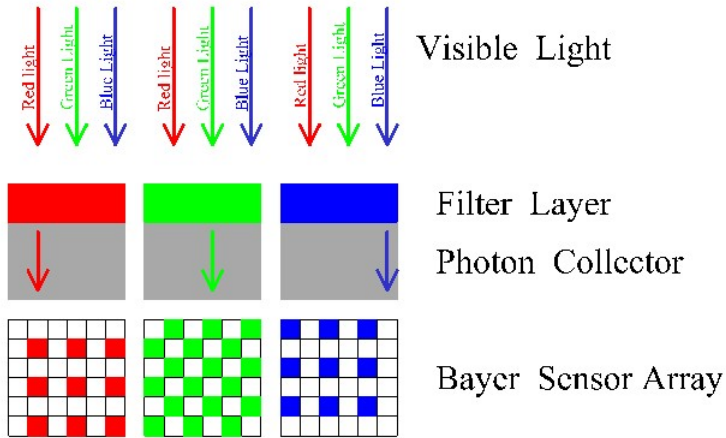 Red light
Green Light
Blue Light
Red light
Green Light
Blue Light
Red light
Green Light
Blue Light
Visible Light
Filter Layer
Photon Collector
Bayer Sensor Array